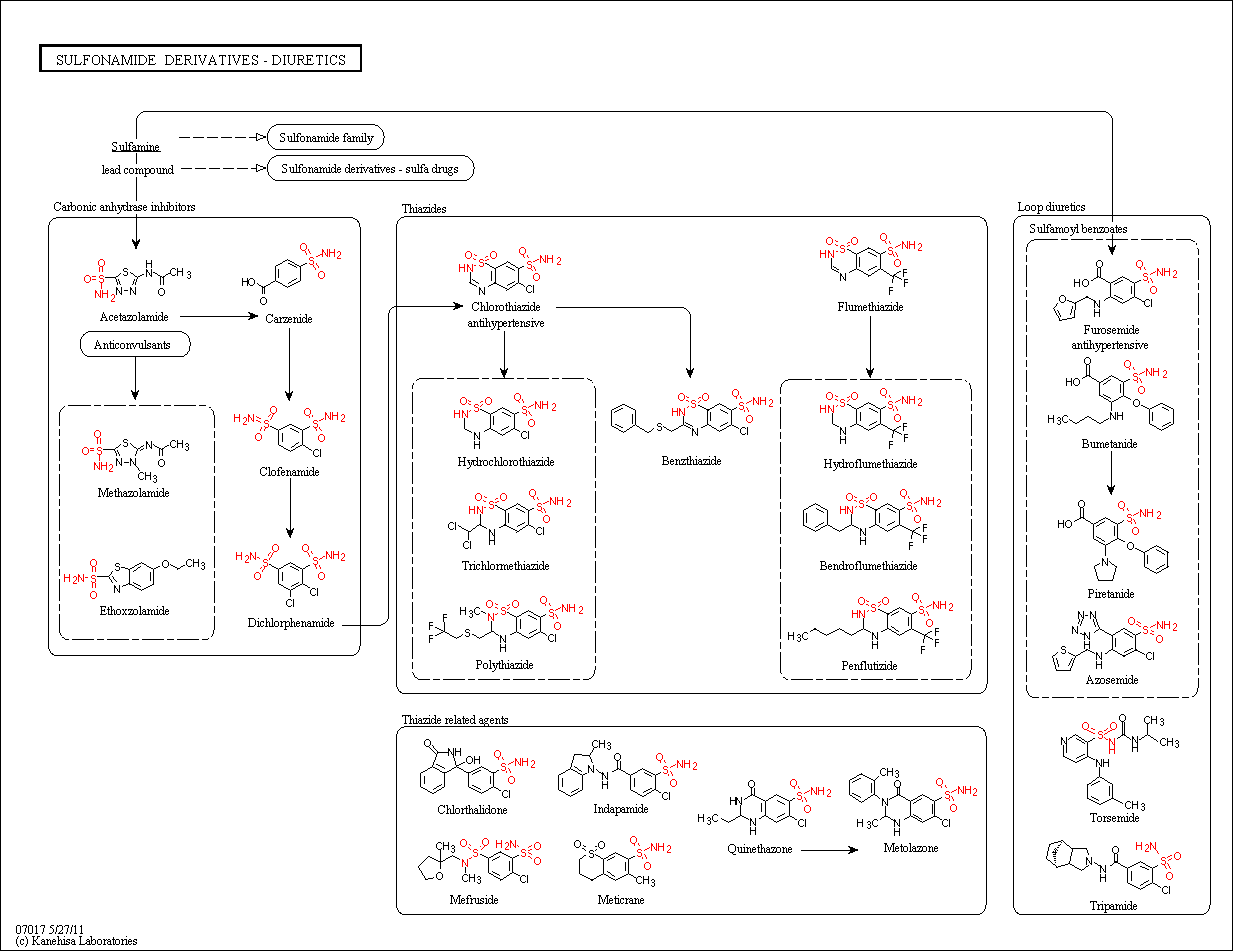 SULFONAMIDE DERIVATIVES - DIURETICS
Sulfamine
Sulfonamide family
lead compound
Sulfonamide derivatives - sulfa drugs
Carbonic anhydrase inhibitors
Acetazolamide
Carzenide
Anticonvulsants
Methazolamide
Ethoxzolamide
Clofenamide
Dichlorphenamide
Thiazides
Chlorothiazide
antihypertensive
Flumethiazide
Hydrochlorothiazide
Benzthiazide
Hydroflumethiazide
Trichlormethiazide
Bendroflumethiazide
Polythiazide
Penflutizide
Thiazide related agents
Chlorthalidone
Indapamide
Quinethazone
Metolazone
Mefruside
Meticrane
Loop diuretics
Sulfamoyl benzoates
Furosemide
antihypertensive
Bumetanide
Piretanide
Azosemide
Torsemide
Tripamide
07017 5/27/11
(c) Kanehisa Laboratories